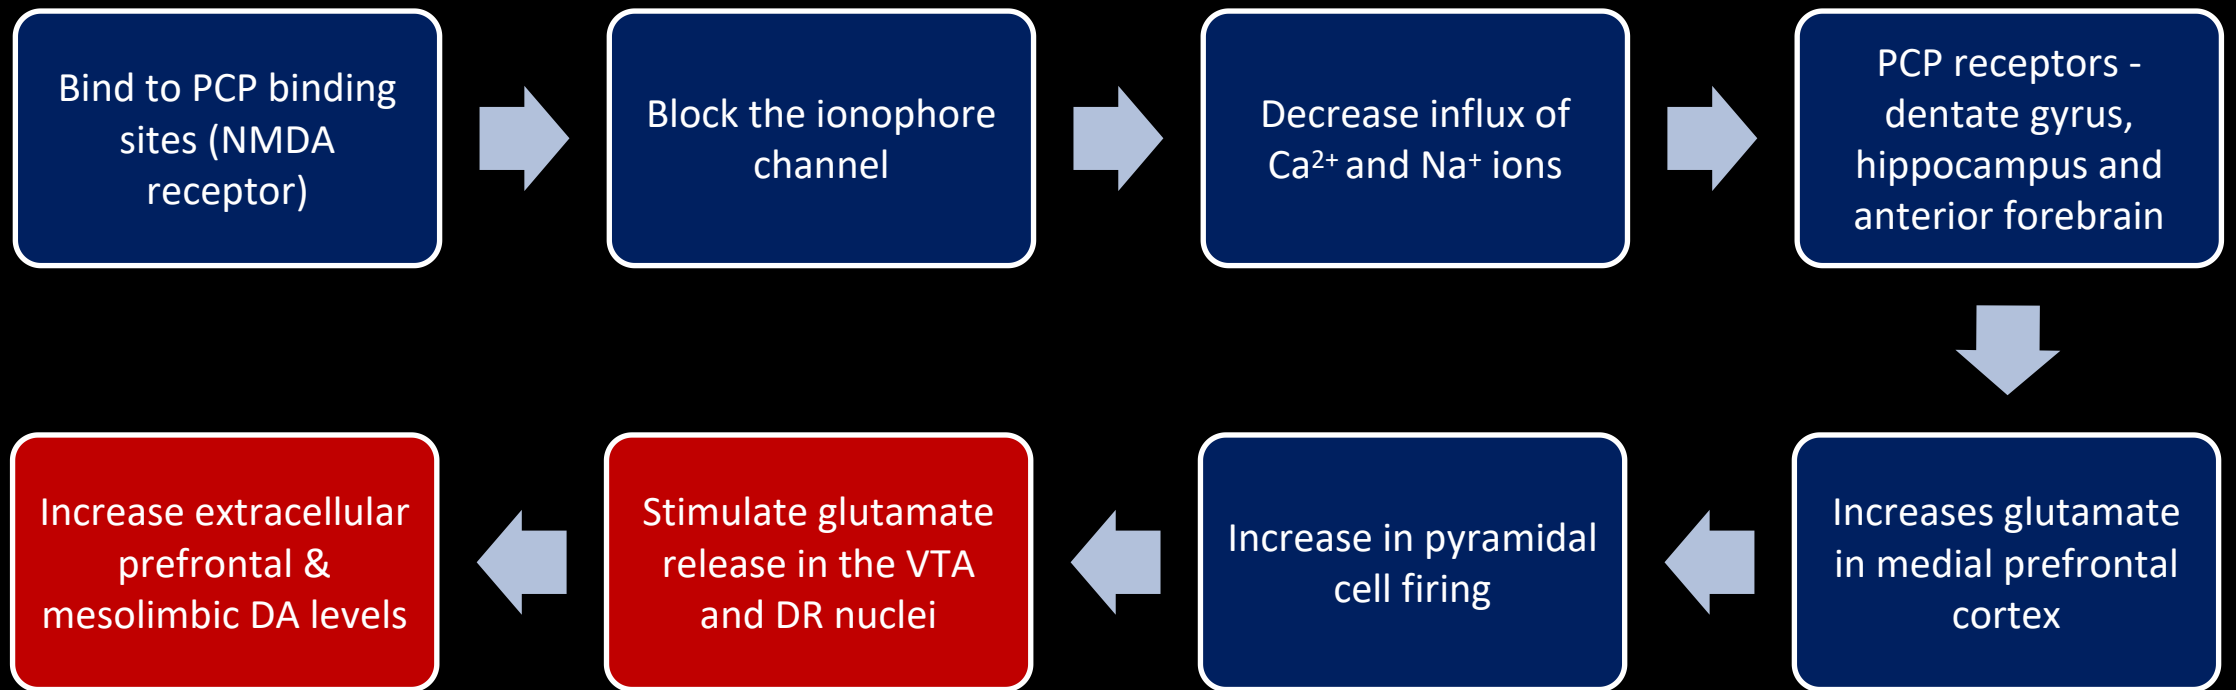 Bind to PCP binding
sites (NMDA
receptor)
Block the ionophore
channel
Decrease influx of
Ca²⁺ and Na⁺ ions
PCP receptors -
dentate gyrus,
hippocampus and
anterior forebrain
Increases glutamate
in medial prefrontal
cortex
Increase in pyramidal
cell firing
Stimulate glutamate
release in the VTA
and DR nuclei
Increase extracellular
prefrontal &
mesolimbic DA levels